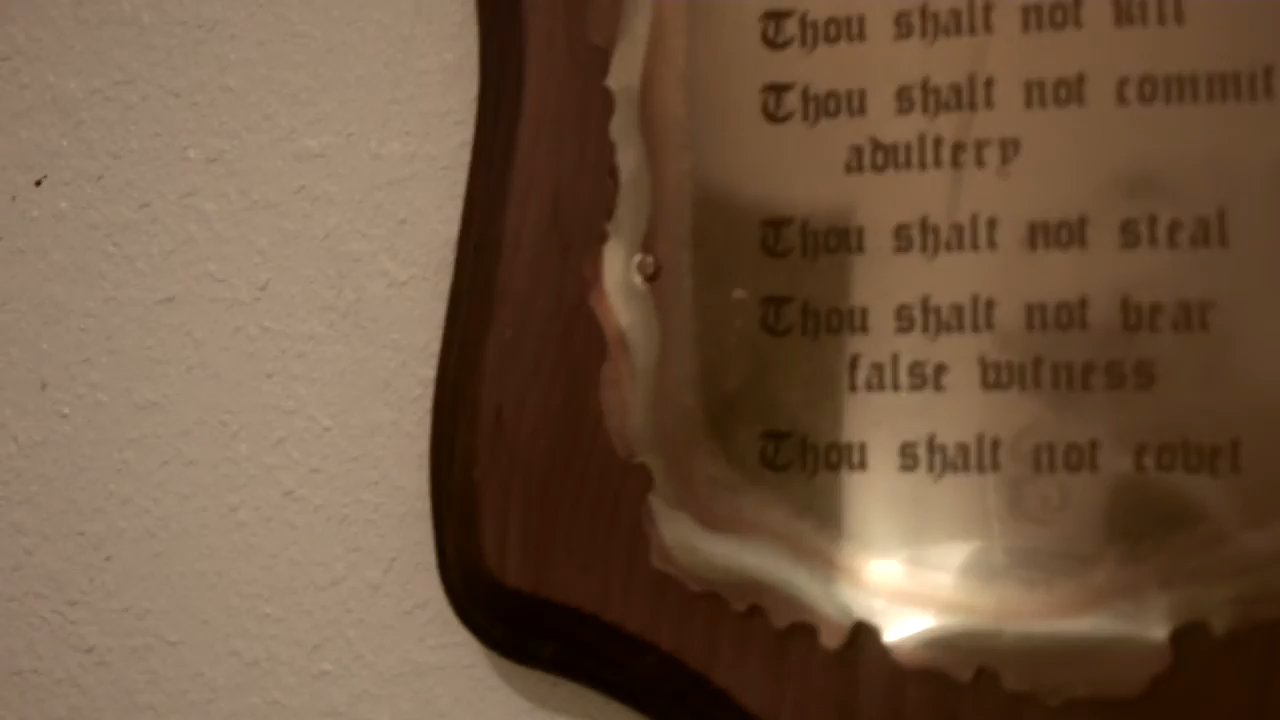 Thou shalt not kill
Thou shalt not commit
adultery
Thou shalt not steal
Thou shalt not bear
false witness
Thou shalt not covet